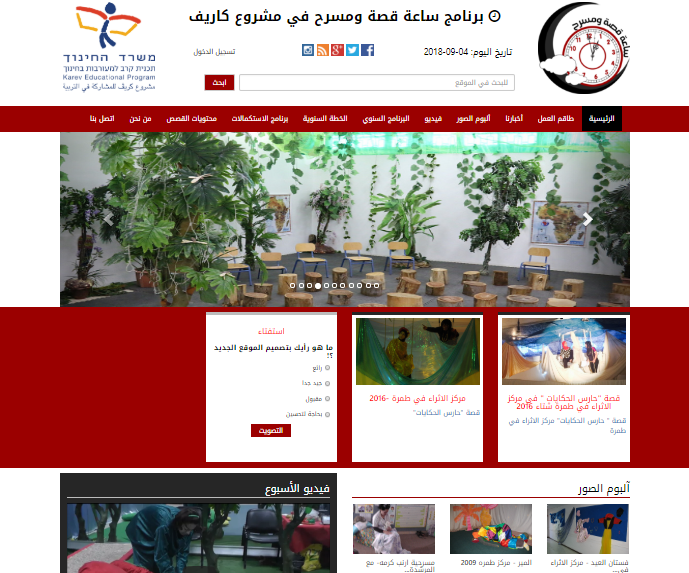 ساعة قصة ومسرح
برنامج ساعة قصة ومسرح في مشروع كاريف
משרד החינוך
תכנית קרב למעורבות בחינוך
Karev Educational Program
مشروع كريف للمشاركة في التربية
تاريخ اليوم: 04-09-2018
تسجيل الدخول
للبحث في الموقع
ابحث
الرئيسية
طاقم العمل
أخبارنا
ألبوم الصور
فيديو
البرنامج السنوي
الخطة السنوية
برنامج الاستكمالات
محتويات القصص
من نحن
اتصل بنا
قصة "حارس الحكايات " في مركز
الاثراء في طمرة شتاء 2016
قصة " حارس الحكايات" مركز الاثراء في
طمرة
مركز الاثراء في طمرة -2016
قصة "حارس الحكايات"
استفتاء
ما هو رأيك بتصميم الموقع الجديد
؟!
رائع
جيد جدا
مقبول
بحاجة لتحسين
التصويت
آلبوم الصور
فستان العيد - مركز الاثراء
في...
المير - مركز طمره 2009
مسرحية ارنب كرمه- مع
المرشدة...
فيديو الأسبوع